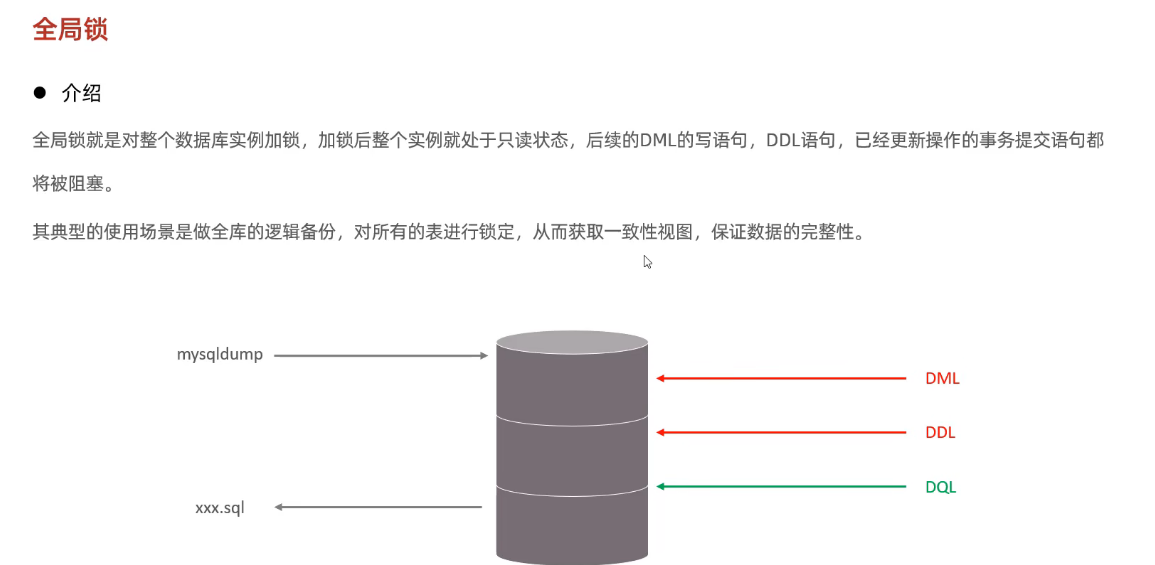 全局锁
介绍
全局锁就是对整个数据库实例加锁，加锁后整个实例就处于只读状态，后续的DML的写语句，DDL语句，已经更新操作的事务提交语句都
将被阻塞。
其典型的使用场景是做全库的逻辑备份，对所有的表进行锁定，从而获取一致性视图，保证数据的完整性。
mysqldump
DML
DDL
DQL
xxx.sql